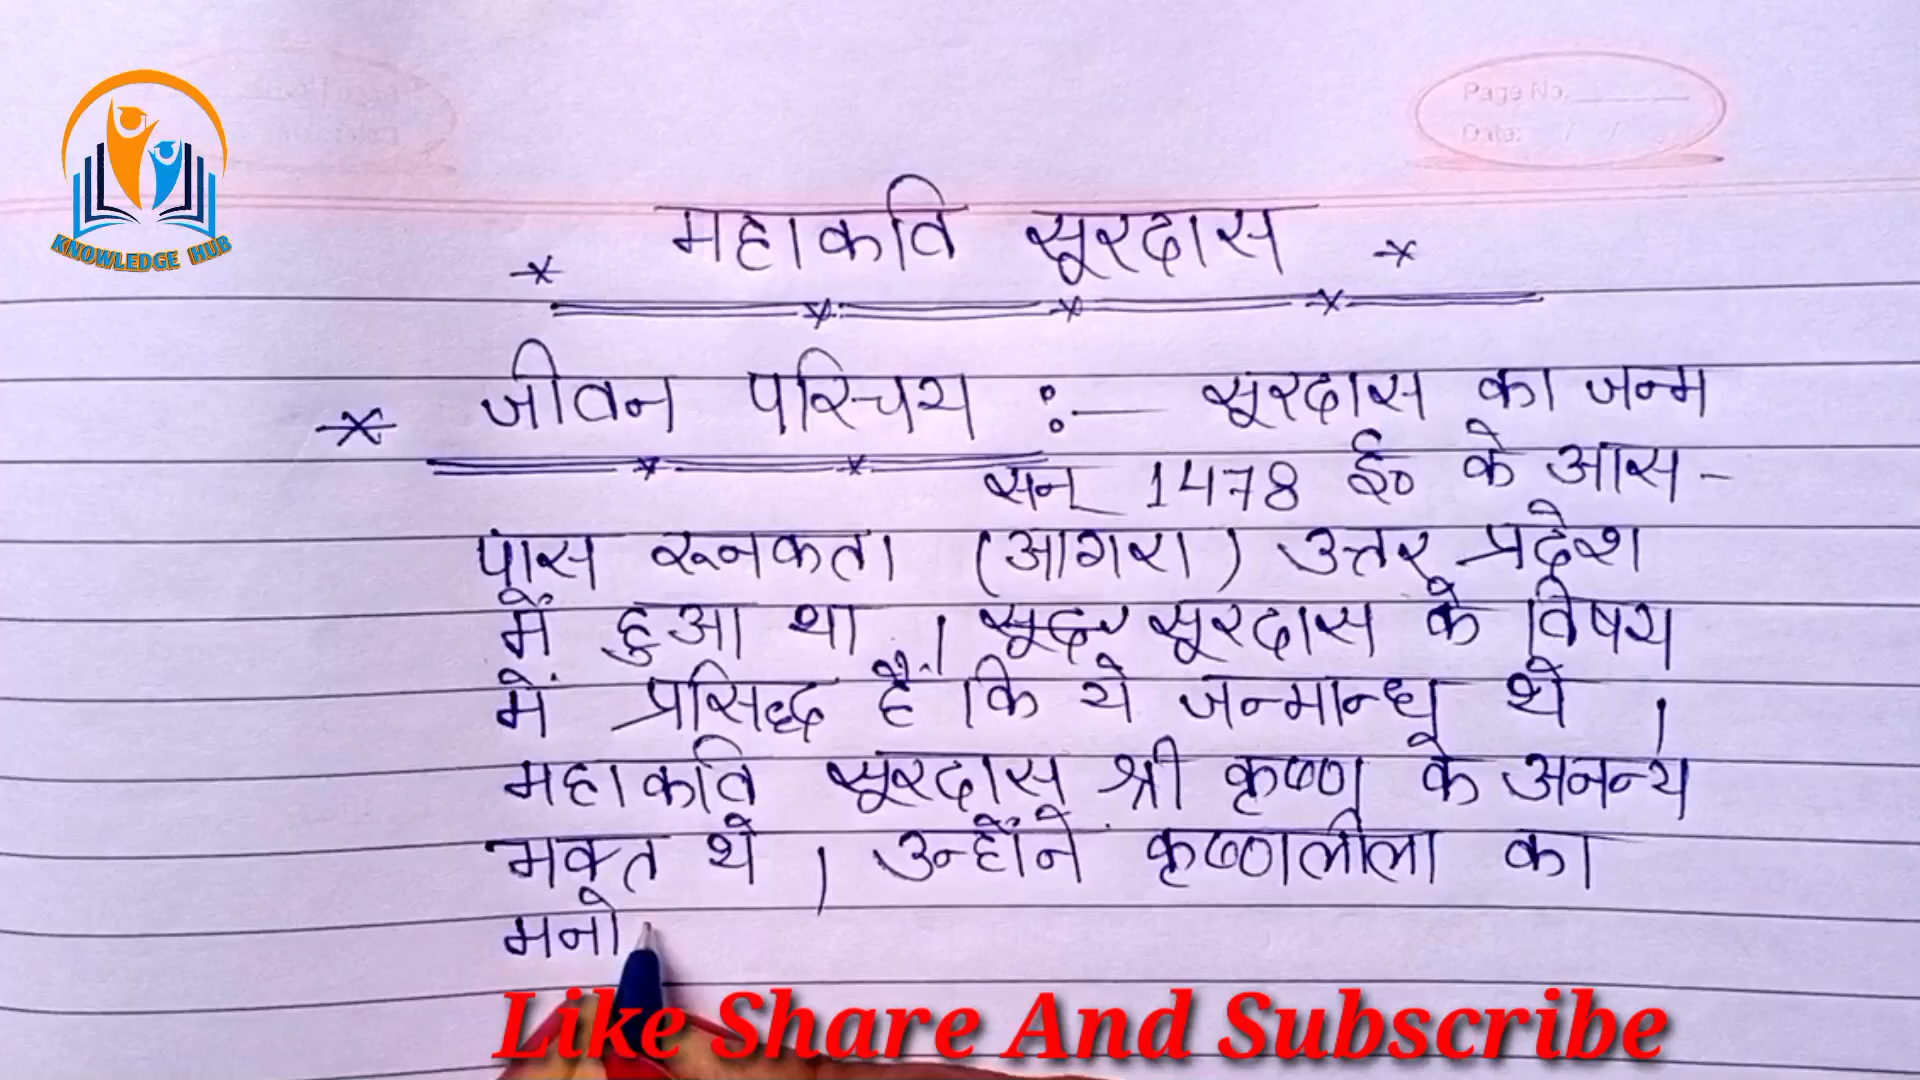 Page No.
Date:
KNOWLEDGE HUB
महाकवि सूरदास
जीवन परिचय :— सूरदास का जन्म
सन् 1478 ई० के आस-
पास रूनकता (आगरा) उत्तर प्रदेश
में हुआ था । सूरदास के विषय
में प्रसिद्ध है कि ये जन्मान्ध थे ।
महाकवि सूरदास श्री कृष्ण के अनन्य
भक्त थे । उन्होंने कृष्णलीला का
मनो
Like Share And Subscribe